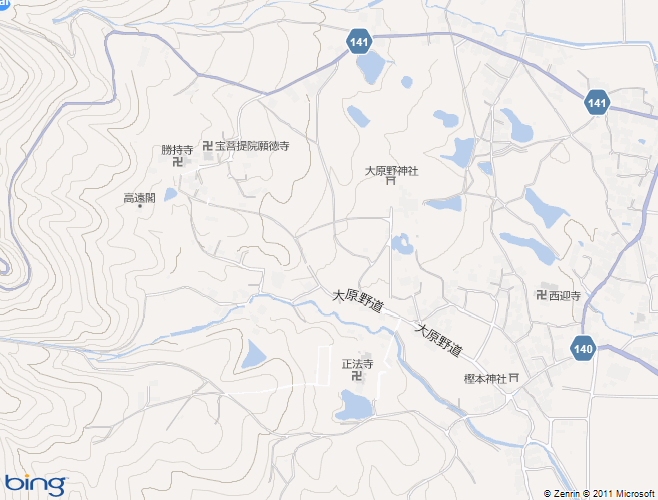 141
141
宝菩提院願徳寺
勝持寺
大原野神社
高遠閣
大原野道
西迎寺
大原野道
140
正法寺
樫本神社
bing
© Zenrin © 2011 Microsoft